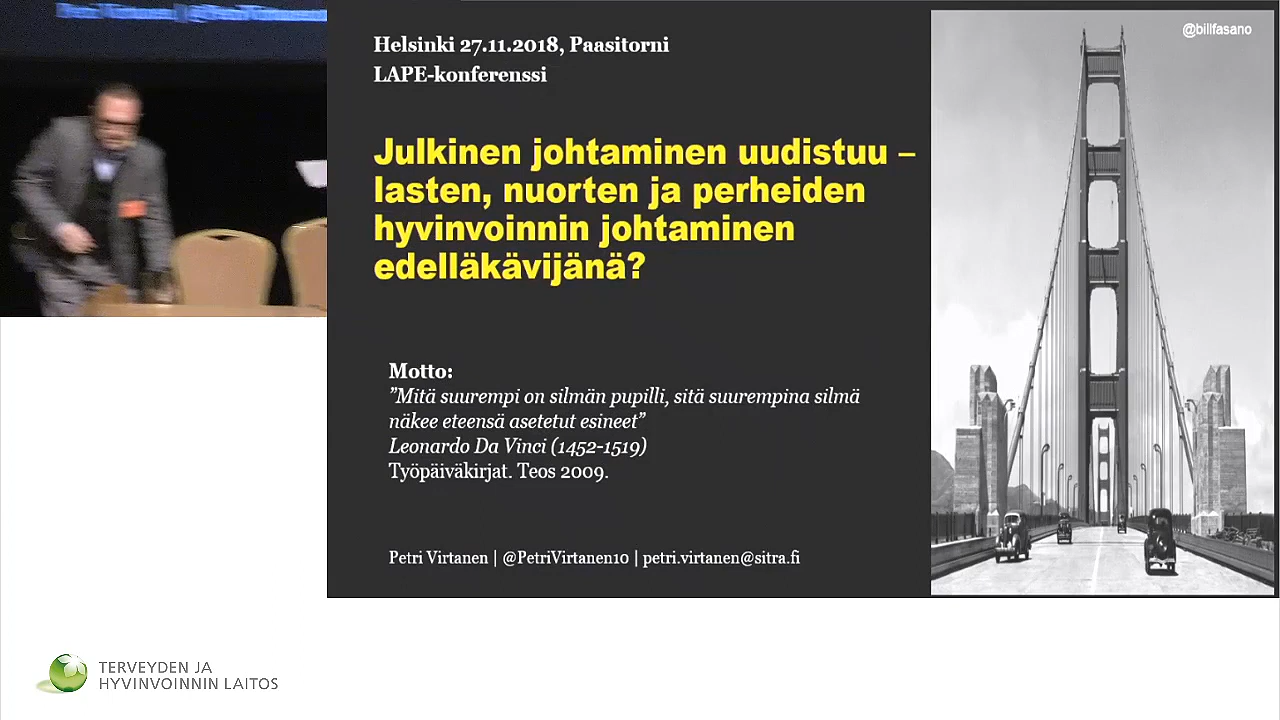 Helsinki 27.11.2018, Paasitorni
LAPE-konferenssi
@billfasano
Julkinen johtaminen uudistuu –
lasten, nuorten ja perheiden
hyvinvoinnin johtaminen
edelläkävijänä?
Motto:
”Mitä suurempi on silmän pupilli, sitä suurempina silmä
näkee eteensä asetetut esineet”
Leonardo Da Vinci (1452-1519)
Työpäiväkirjat. Teos 2009.
Petri Virtanen | @PetriVirtanen10 | petri.virtanen@sitra.fi
TERVEYDEN JA
HYVINVOINNIN LAITOS